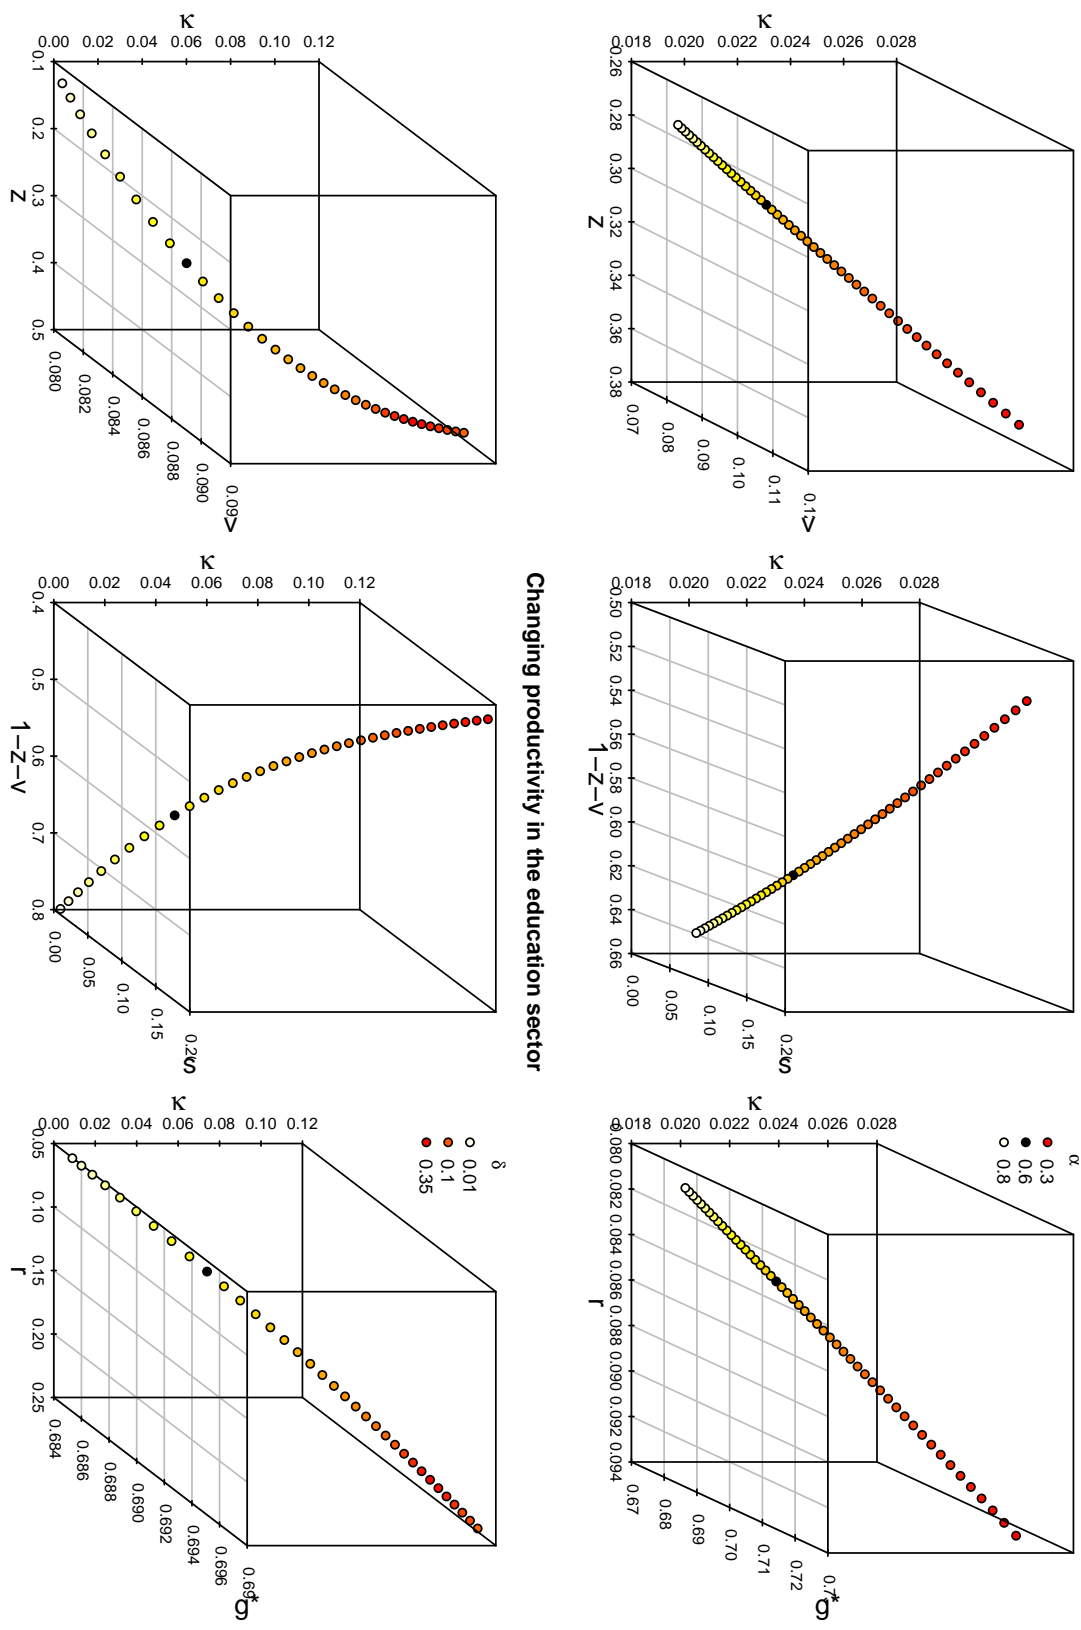 κ
0.018 0.020 0.022 0.024 0.026 0.028
0.26 0.28 0.30 0.32 0.34 0.36 0.38
z
0.07 0.08 0.09 0.10 0.11
v
κ
0.018 0.020 0.022 0.024 0.026 0.028
0.50 0.52 0.54 0.56 0.58 0.60 0.62 0.64 0.66
1−z−v
0.00 0.05 0.10 0.15
s
α
0.3
0.6
0.8
κ
0.018 0.020 0.022 0.024 0.026 0.028
0.080 0.082 0.084 0.086 0.088 0.090 0.092 0.094
r
0.67 0.68 0.69 0.70 0.71 0.72
g*
Changing productivity in the education sector
κ
0.00 0.02 0.04 0.06 0.08 0.10 0.12
0.1 0.2 0.3 0.4 0.5
z
0.080 0.082 0.084 0.086 0.088 0.090
v
κ
0.00 0.02 0.04 0.06 0.08 0.10 0.12
0.4 0.5 0.6 0.7 0.8
1−z−v
0.00 0.05 0.10 0.15
s
δ
0.01
0.1
0.35
κ
0.00 0.02 0.04 0.06 0.08 0.10 0.12
0.05 0.10 0.15 0.20 0.25
r
0.684 0.686 0.688 0.690 0.692 0.694 0.696
g*